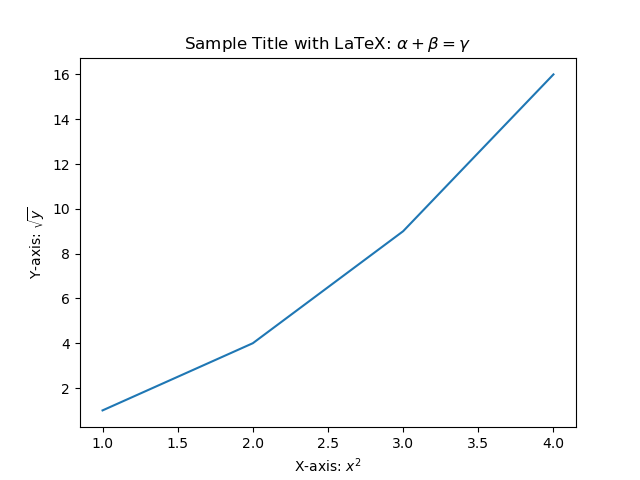 Sample Title with LaTeX: α + β = γ
16
14
12
10
8
6
4
2
Y-axis: √y
1.0 1.5 2.0 2.5 3.0 3.5 4.0
X-axis: x²